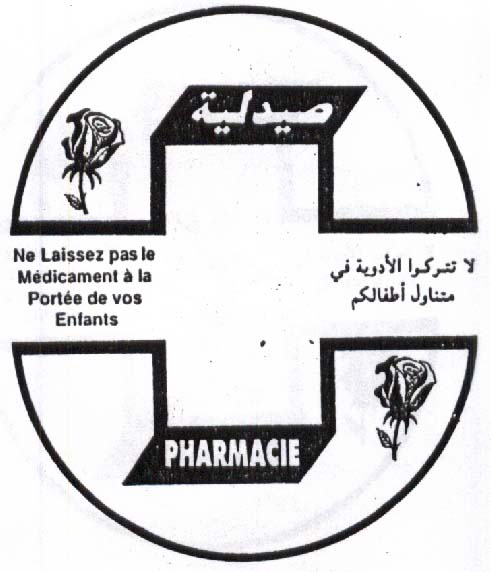 صيدلية
Ne Laissez pas le
Médicament à la
Portée de vos
Enfants
لا تتركوا الأدوية في
متناول أطفالكم
PHARMACIE